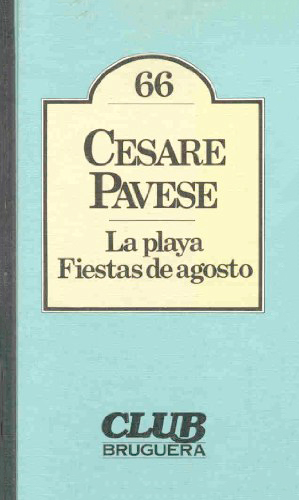 66
CESARE
PAVESE
La playa
Fiestas de agosto
CLUB
BRUGUERA